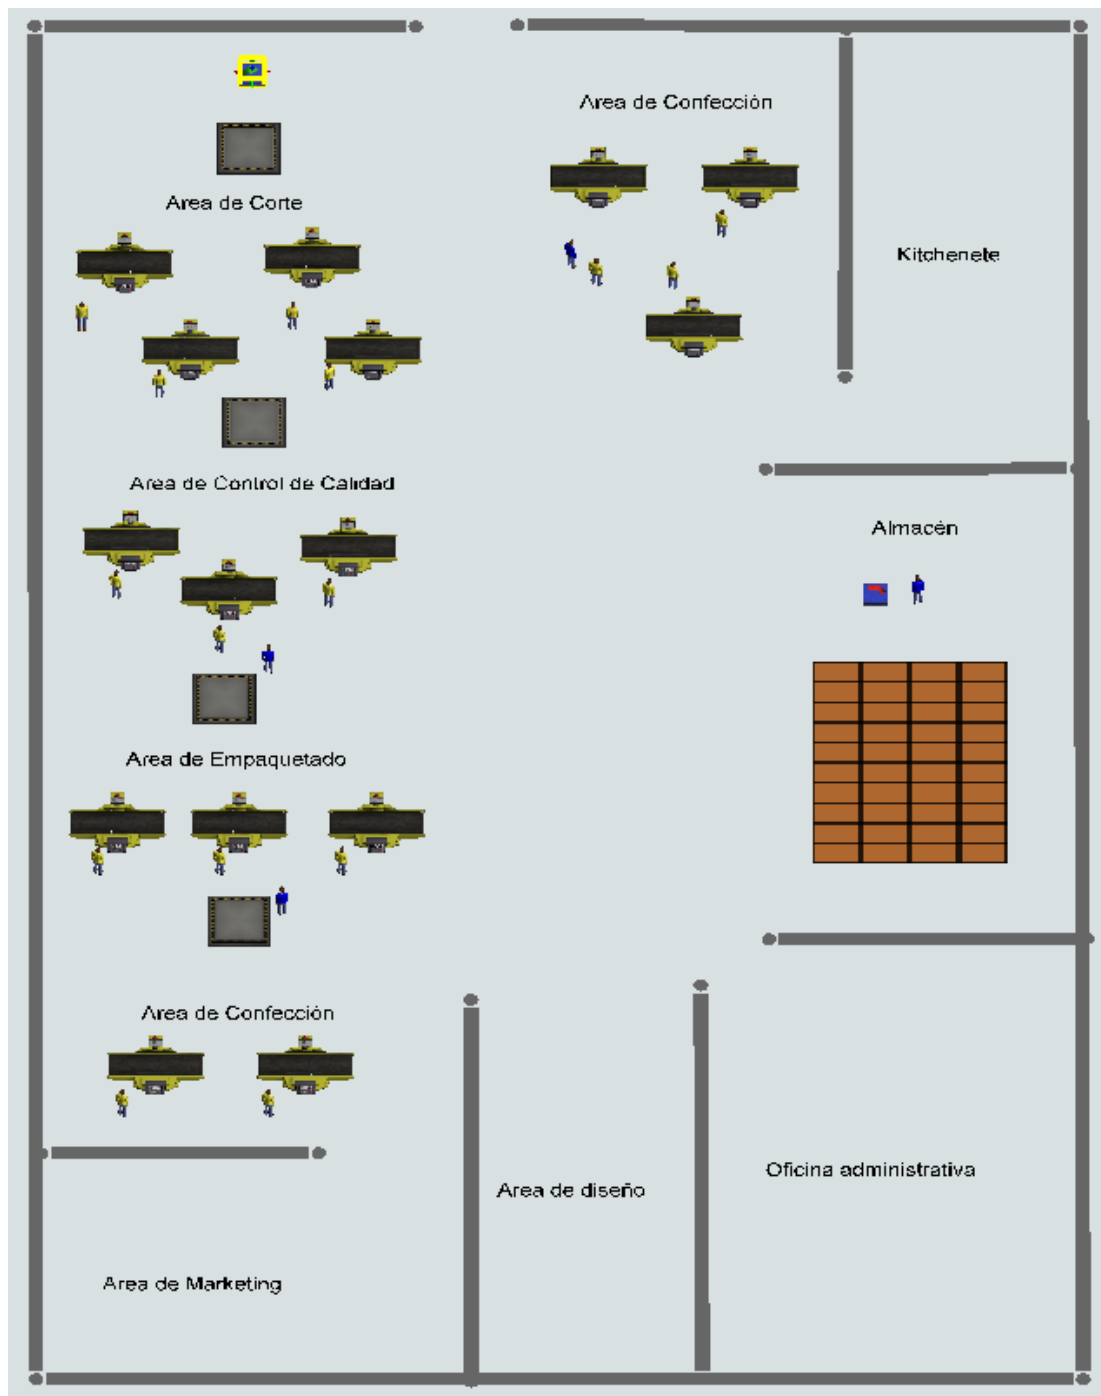 Area de Confección
Area de Corte
Kitchenete
Area de Control de Calidad
Almacén
Area de Empaquetado
Area de Confección
Oficina administrativa
Area de diseño
Area de Marketing